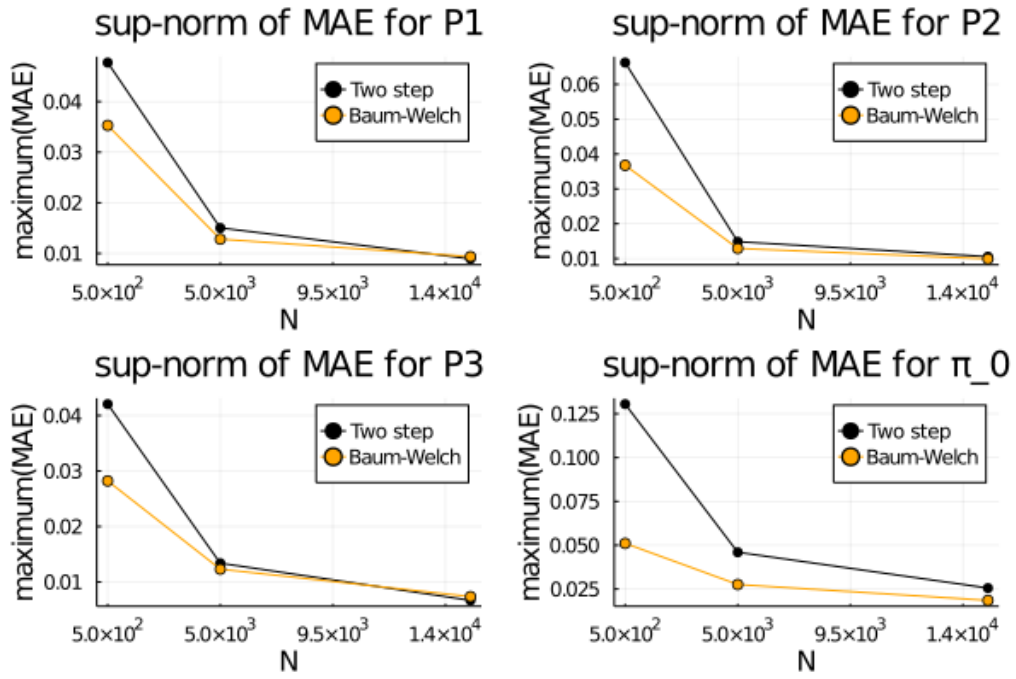 sup-norm of MAE for P1
maximum(MAE)
0.04
0.03
0.02
0.01
Two step
Baum-Welch
5.0×10² 5.0×10³ 9.5×10³ 1.4×10⁴
N
sup-norm of MAE for P2
maximum(MAE)
0.06
0.05
0.04
0.03
0.02
0.01
Two step
Baum-Welch
5.0×10² 5.0×10³ 9.5×10³ 1.4×10⁴
N
sup-norm of MAE for P3
maximum(MAE)
0.04
0.03
0.02
0.01
Two step
Baum-Welch
5.0×10² 5.0×10³ 9.5×10³ 1.4×10⁴
N
sup-norm of MAE for π_0
maximum(MAE)
0.125
0.100
0.075
0.050
0.025
Two step
Baum-Welch
5.0×10² 5.0×10³ 9.5×10³ 1.4×10⁴
N